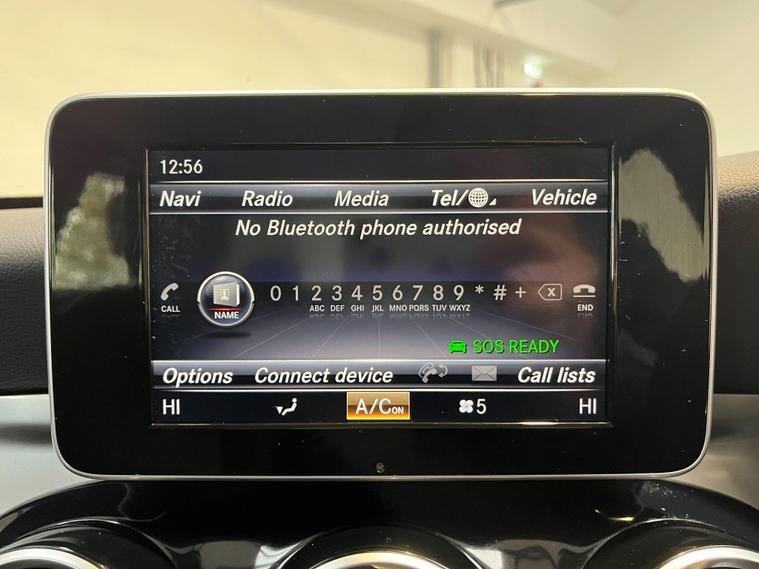 12:56
Navi Radio Media Tel/ Vehicle
No Bluetooth phone authorised
0 1 2 3 4 5 6 7 8 9 * # +
CALL NAME ABC DEF GHI JKL MNO PQRS TUV WXYZ END
SOS READY
Options Connect device Call lists
HI A/C ON 5 HI